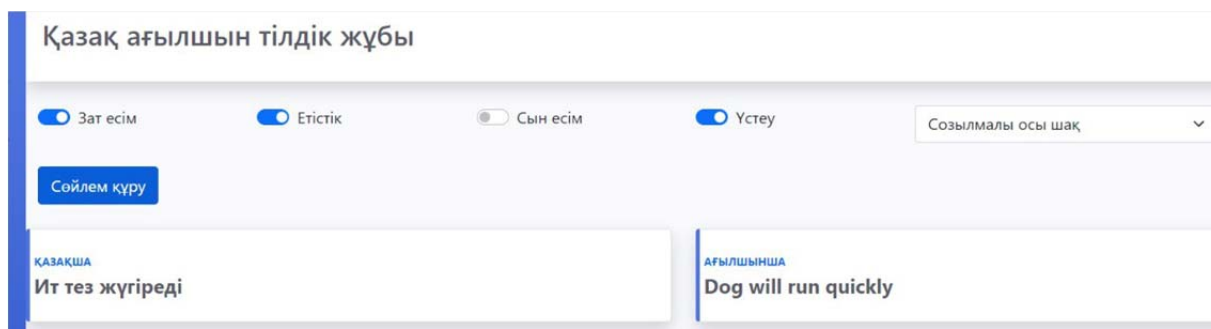 Қазақ ағылшын тілдік жұбы
Зат есім Етістік Сын есім Үстеу Созылмалы осы шақ
Сөйлем құру
ҚАЗАҚША АҒЫЛШЫНША
Ит тез жүгіреді Dog will run quickly